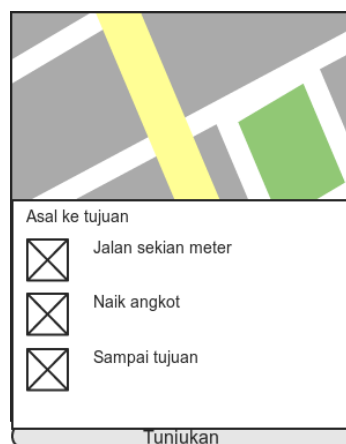 Asal ke tujuan
Jalan sekian meter
Naik angkot
Sampai tujuan
Tunjukan